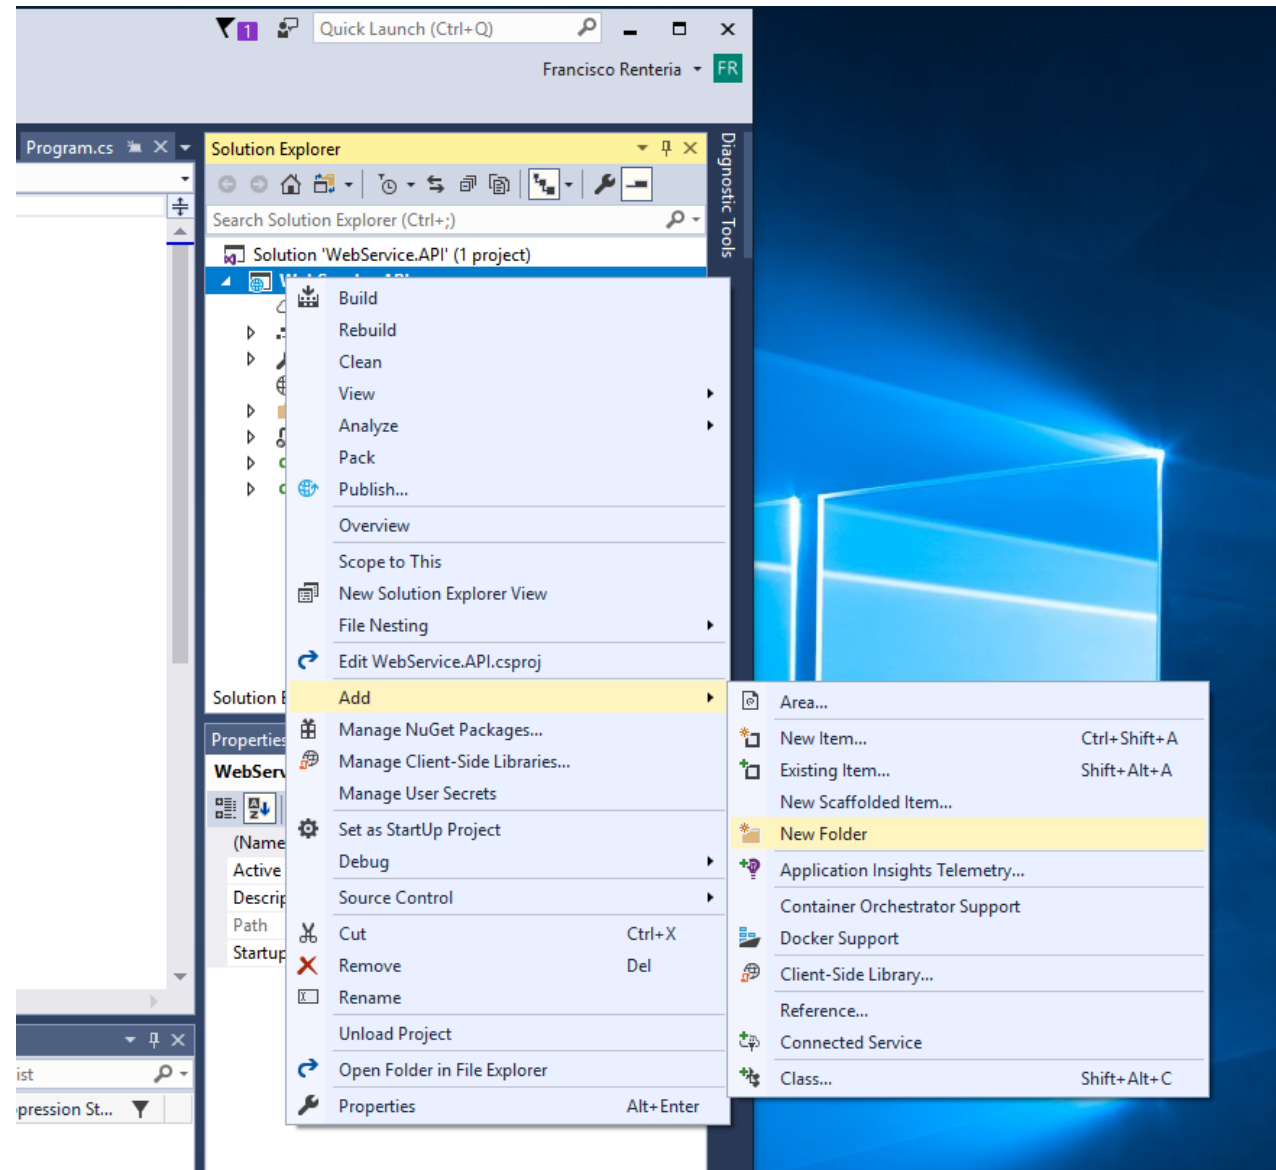 1
Quick Launch (Ctrl+Q)
Francisco Renteria
FR
Program.cs
Solution Explorer
Diagnostic Tools
Search Solution Explorer (Ctrl+;)
Solution 'WebService.API' (1 project)
Build
Rebuild
Clean
View
Analyze
Pack
Publish...
Overview
Scope to This
New Solution Explorer View
File Nesting
Edit WebService.API.csproj
Solution E
Add
Area...
Manage NuGet Packages...
Properties
New Item... Ctrl+Shift+A
Manage Client-Side Libraries...
WebServ
Existing Item... Shift+Alt+A
Manage User Secrets
New Scaffolded Item...
Set as StartUp Project
New Folder
(Name
Debug
Active
Application Insights Telemetry...
Source Control
Descrip
Container Orchestrator Support
Path
Cut Ctrl+X
Docker Support
Startup
Remove Del
Client-Side Library...
Rename
Reference...
Unload Project
Connected Service
Open Folder in File Explorer
ist
Class... Shift+Alt+C
pression St...
Properties Alt+Enter